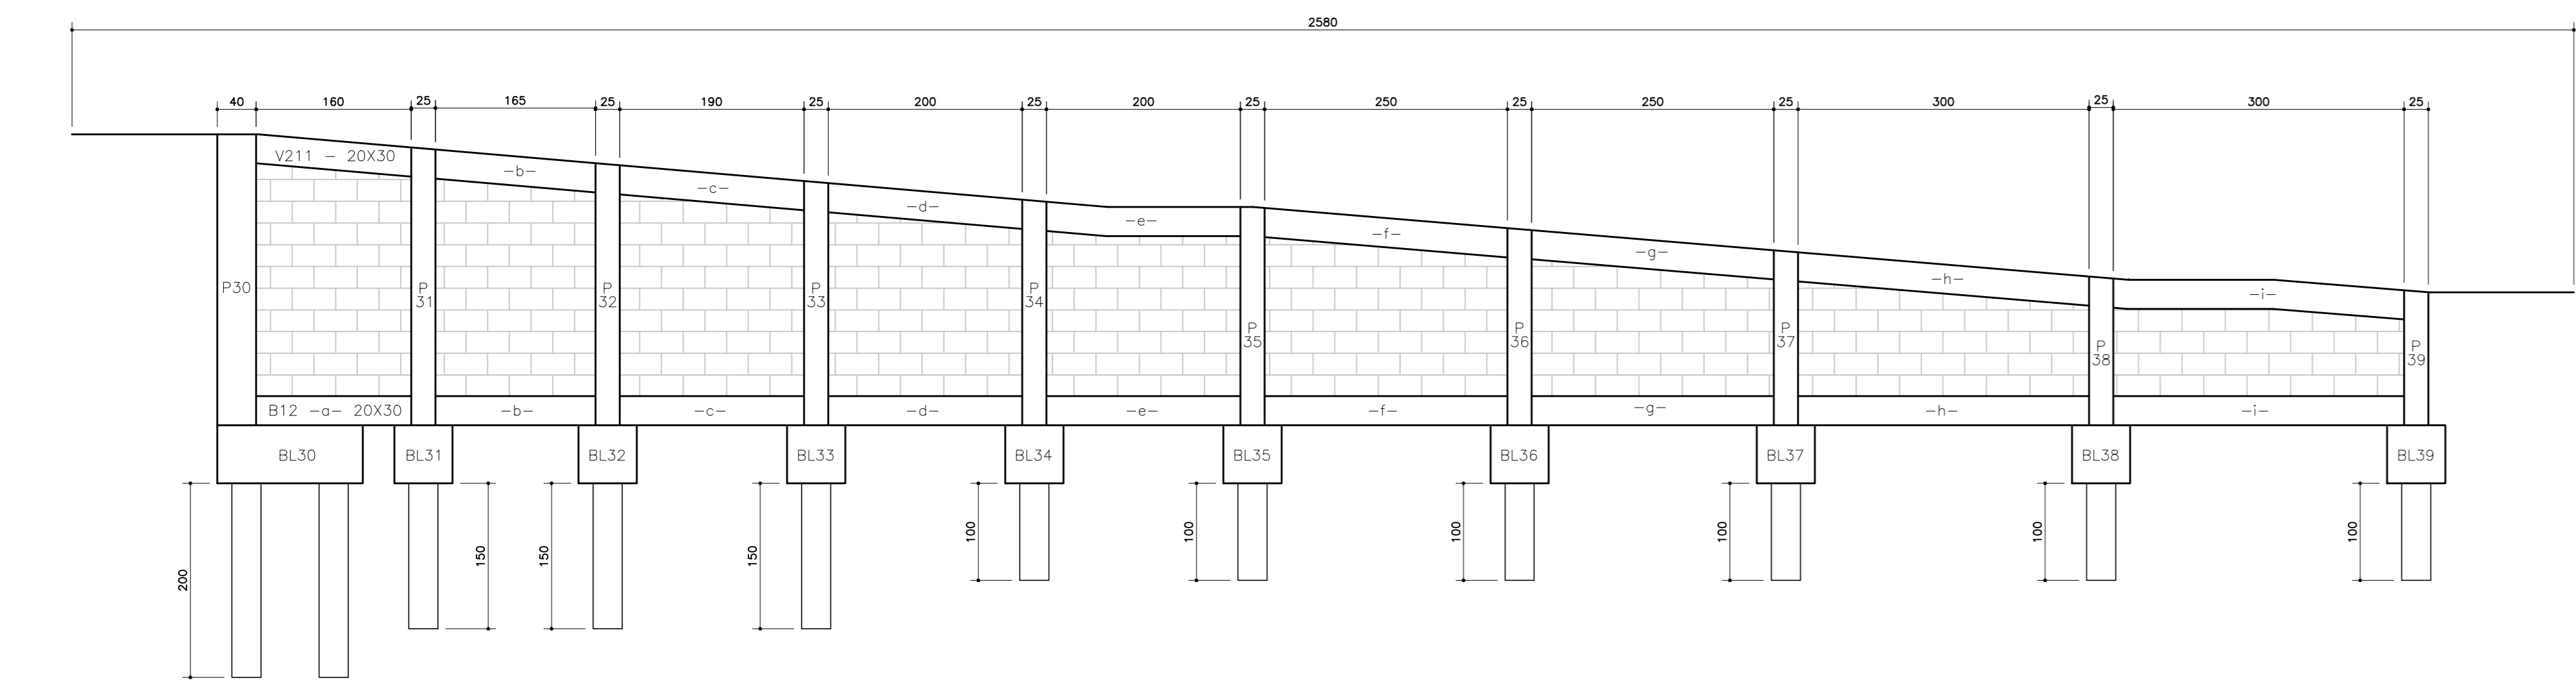 2580
40 160 25 165 25 190 25 200 25 200 25 250 25 250 25 300 25 300 25
V211 - 20X30
-b-
-c-
-d-
-e-
-f-
-g-
-h-
-i-
P30
P
31
P
32
P
33
P
34
P
35
P
36
P
37
P
38
P
39
B12 -a- 20X30 -b- -c- -d- -e- -f- -g- -h- -i-
BL30 BL31 BL32 BL33 BL34 BL35 BL36 BL37 BL38 BL39
200 150 150 150 100 100 100 100 100 100